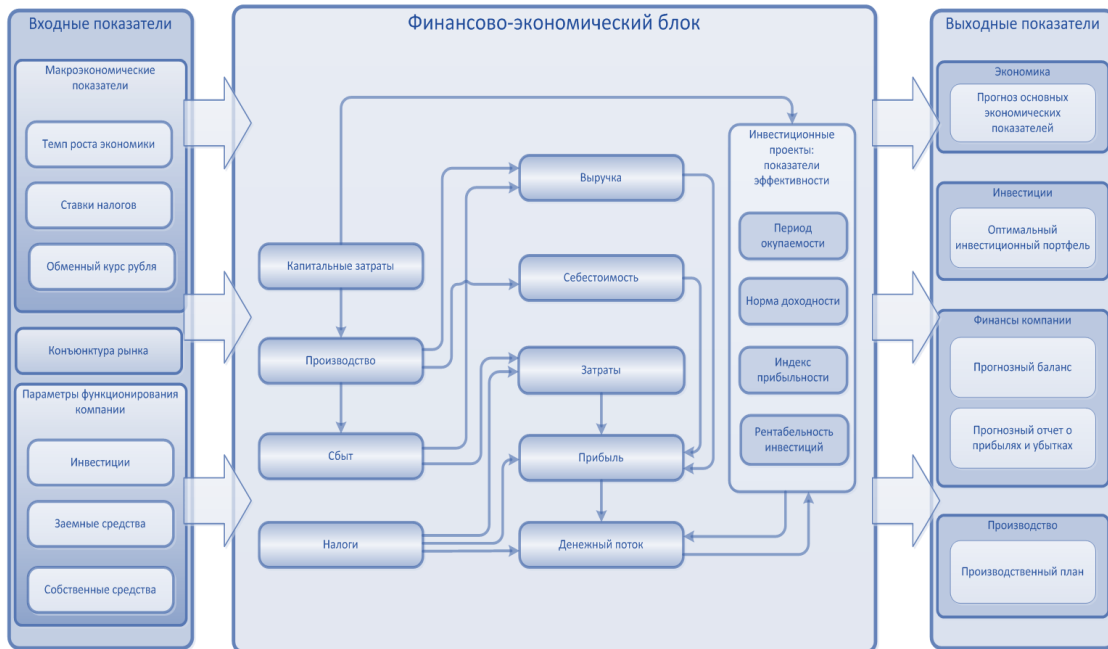 Входные показатели
Макроэкономические
показатели
Темп роста экономики
Ставки налогов
Обменный курс рубля
Конъюнктура рынка
Параметры функционирования
компании
Инвестиции
Заемные средства
Собственные средства
Финансово-экономический блок
Капитальные затраты
Производство
Сбыт
Налоги
Выручка
Себестоимость
Затраты
Прибыль
Денежный поток
Инвестиционные
проекты:
показатели
эффективности
Период
окупаемости
Норма доходности
Индекс
прибыльности
Рентабельность
инвестиций
Выходные показатели
Экономика
Прогноз основных
экономических
показателей
Инвестиции
Оптимальный
инвестиционный портфель
Финансы компании
Прогнозный баланс
Прогнозный отчет о
прибылях и убытках
Производство
Производственный план